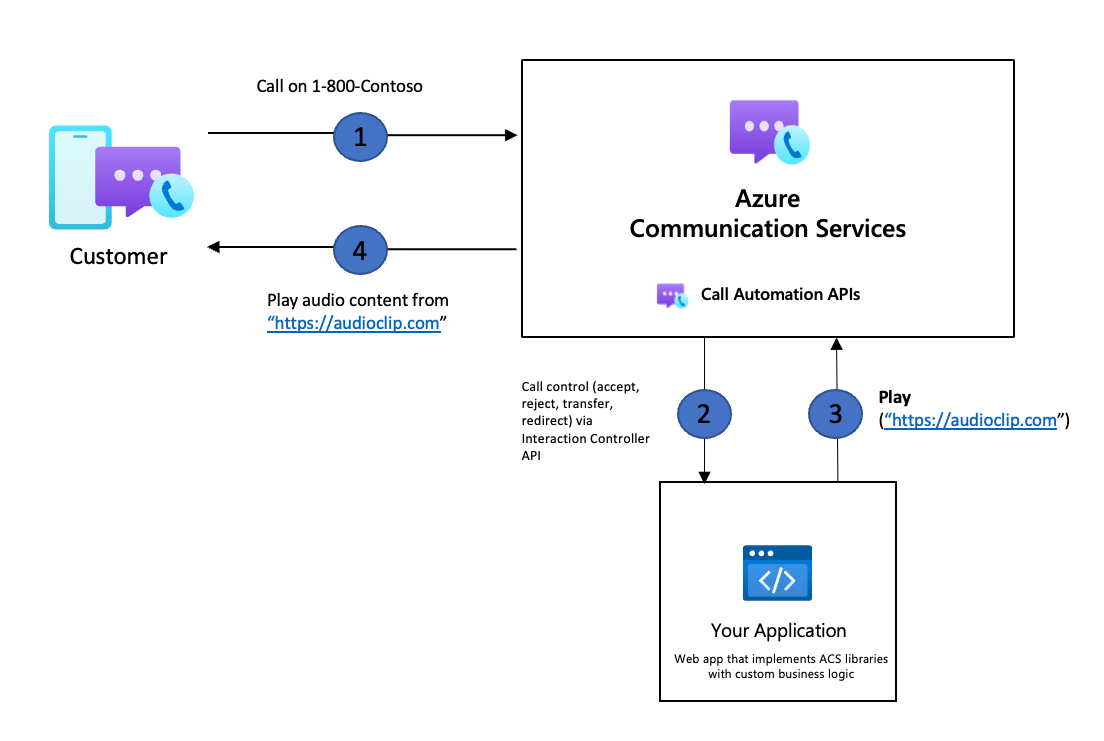 Call on 1-800-Contoso
1
Customer
4
Play audio content from
“https://audioclip.com”
Azure
Communication Services
Call Automation APIs
Call control (accept,
reject, transfer,
redirect) via
Interaction Controller
API
2
3
Play
(“https://audioclip.com”)
Your Application
Web app that implements ACS libraries
with custom business logic